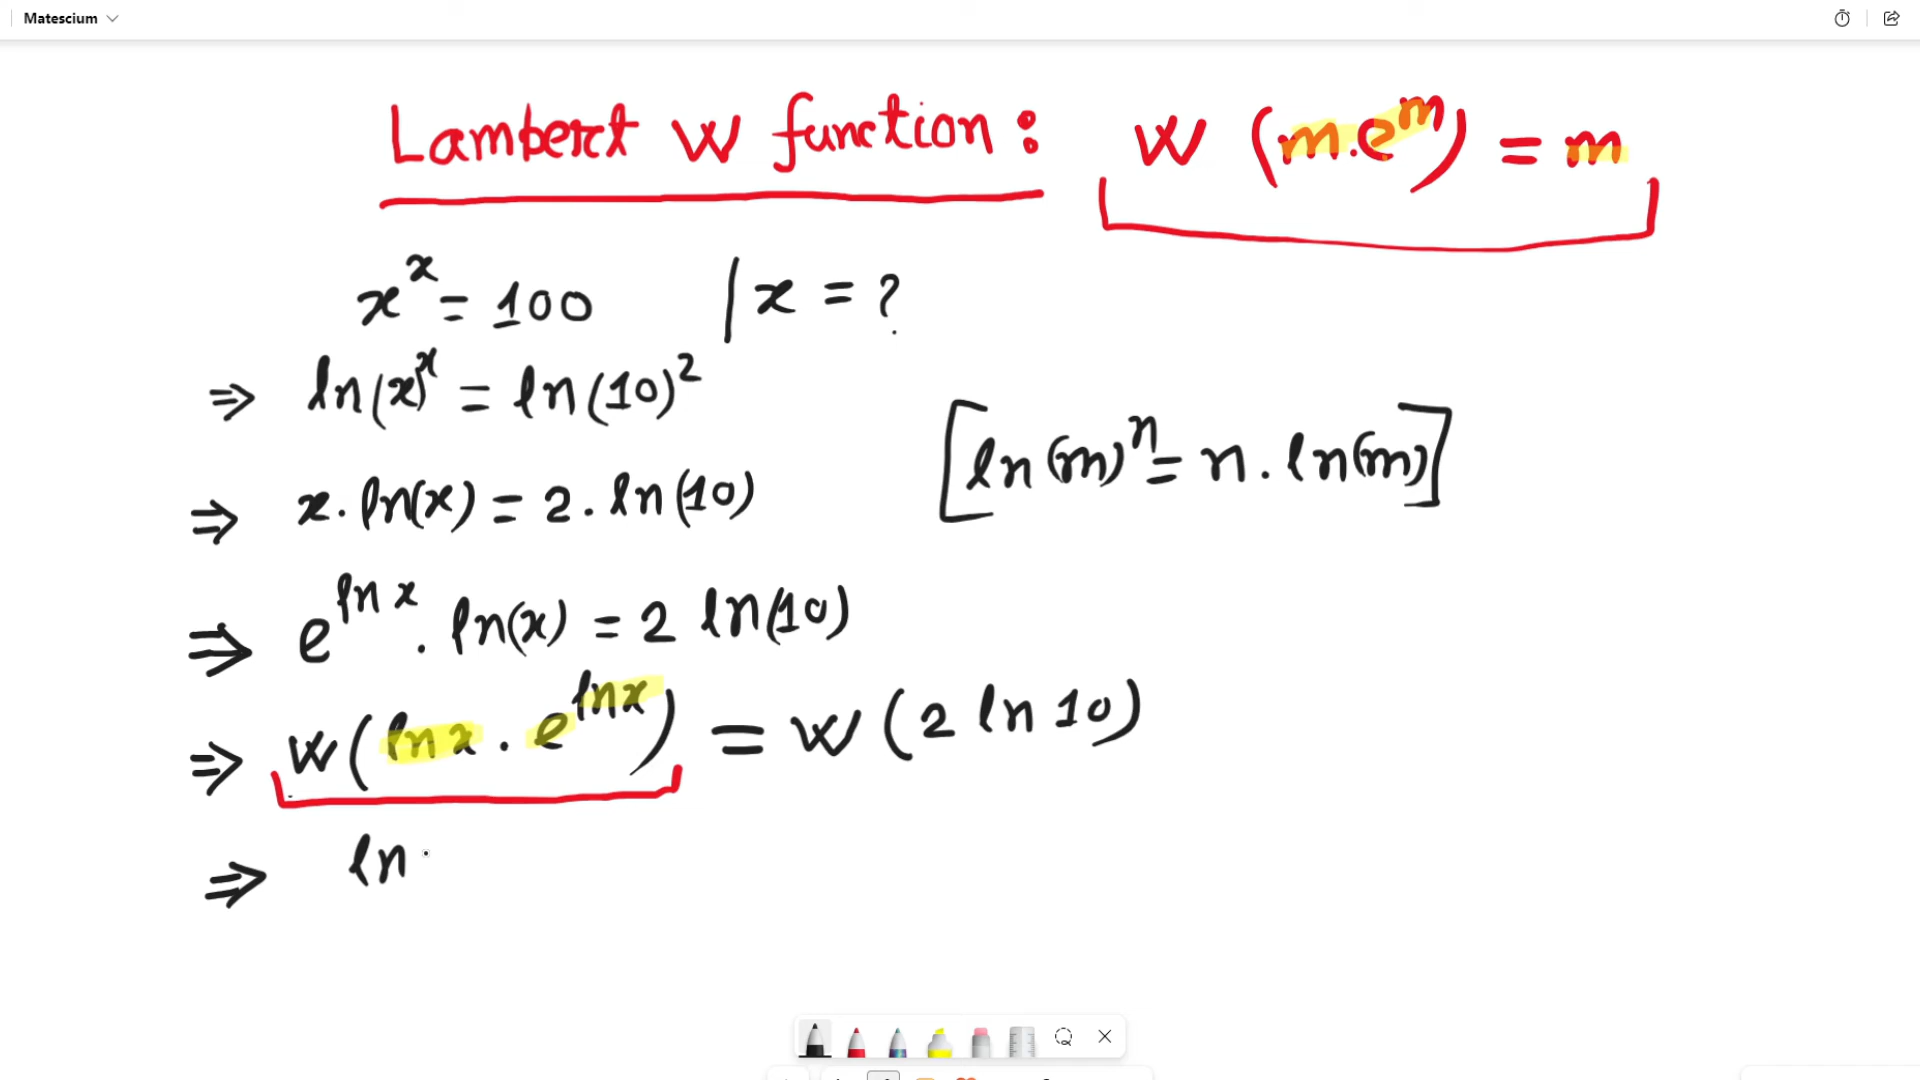 Matescium
Lambert W function : W (m.e^m) = m
x^x = 100 | x = ?
⇒ ln(x)^x = ln(10)^2
[ln(m)^n = n . ln(m)]
⇒ x . ln(x) = 2 . ln(10)
⇒ e^ln x . ln(x) = 2 ln(10)
⇒ W (ln x . e^ln x) = W (2 ln 10)
⇒ ln